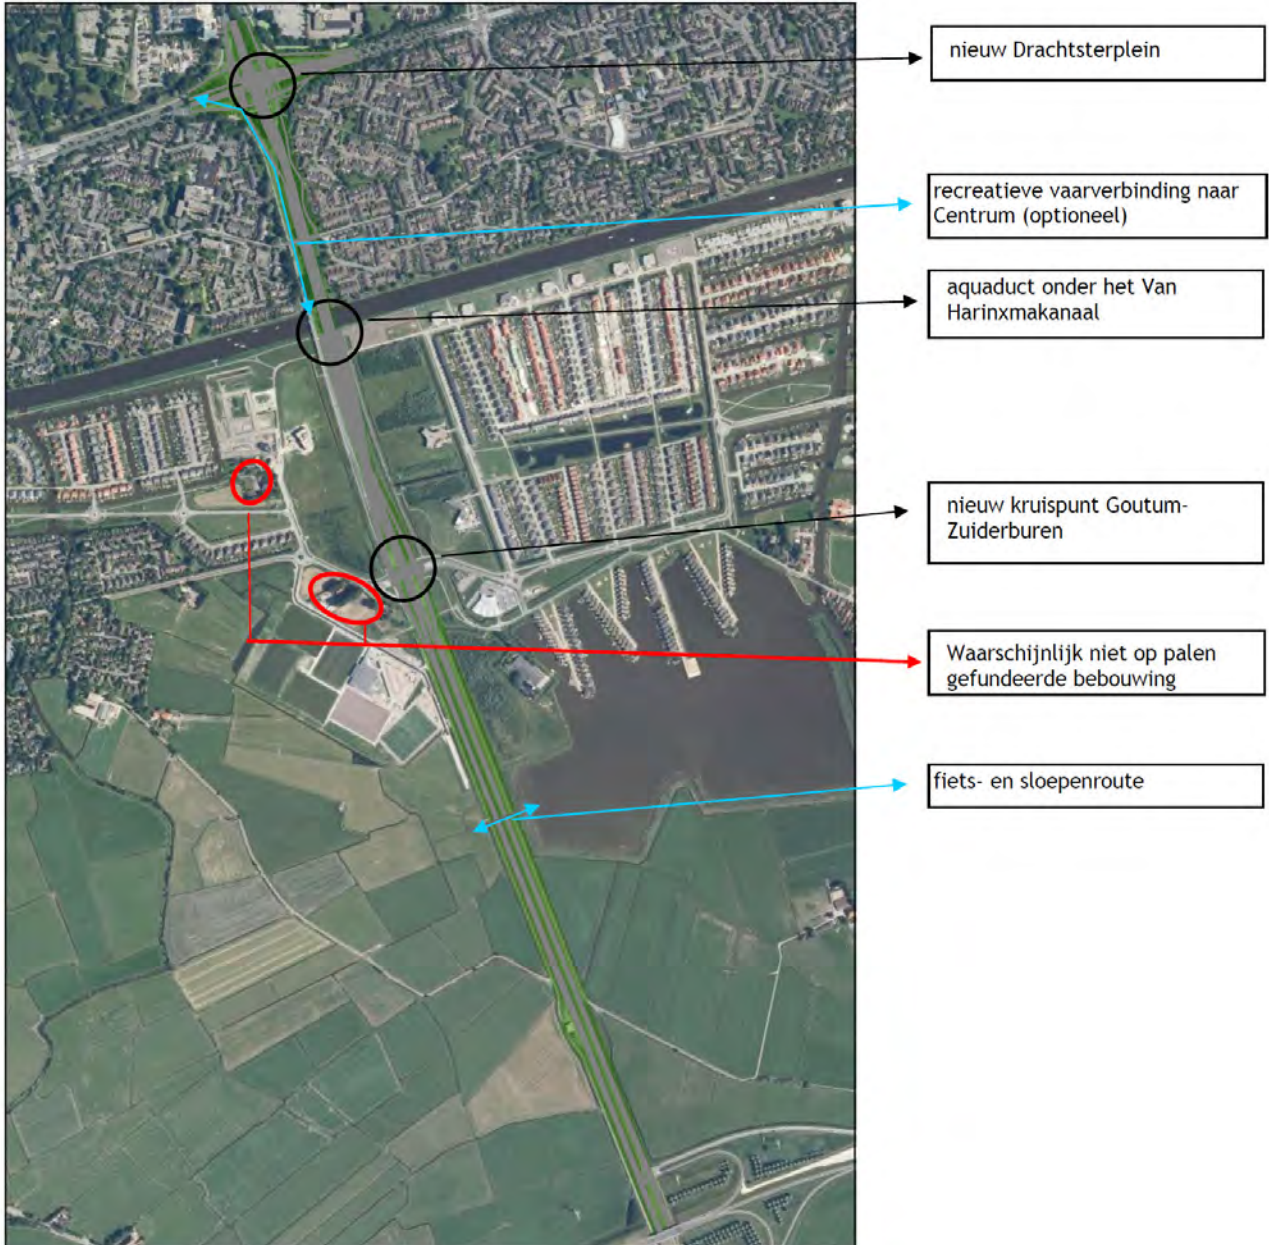 nieuw Drachtsterplein
recreatieve vaarverbinding naar
Centrum (optioneel)
aquaduct onder het Van
Harinxmakanaal
nieuw kruispunt Goutum-
Zuiderburen
Waarschijnlijk niet op palen
gefundeerde bebouwing
fiets- en sloepenroute